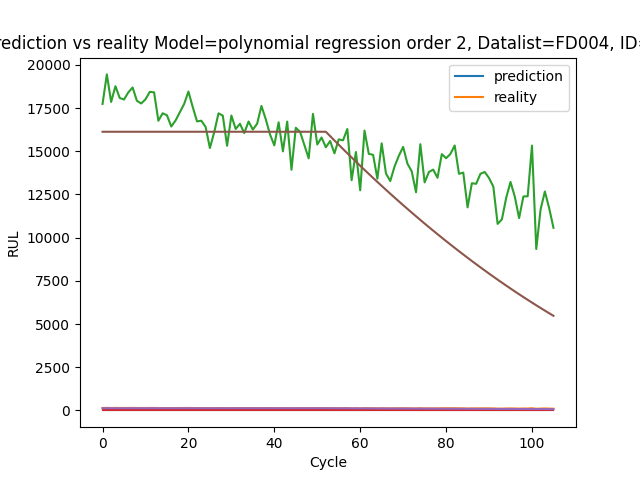 rediction vs reality Model=polynomial regression order 2, Datalist=FD004, ID=
20000
17500
15000
12500
10000
7500
5000
2500
0
RUL
prediction
reality
0 20 40 60 80 100
Cycle